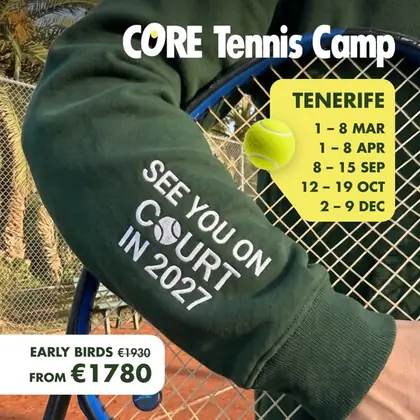 CORE Tennis Camp
TENERIFE
1 – 8 MAR
1 – 8 APR
8 – 15 SEP
12 – 19 OCT
2 – 9 DEC
SEE YOU ON
COURT
IN 2027
EARLY BIRDS €1930
FROM €1780